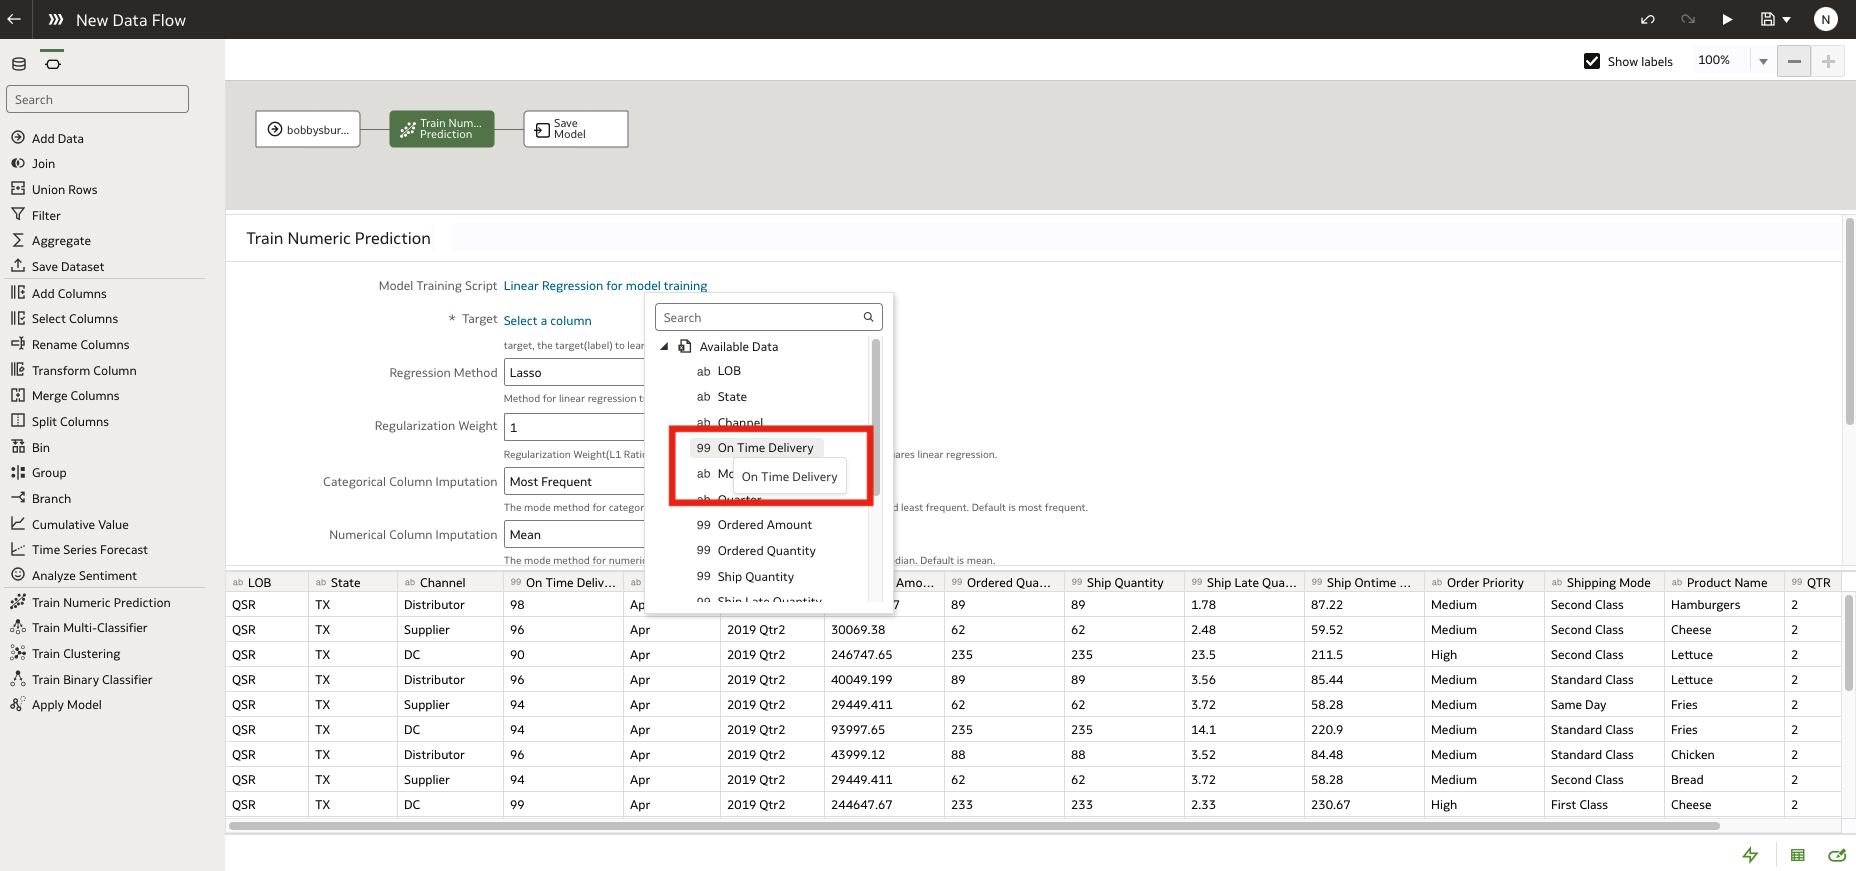 New Data Flow
N
Show labels
100%
Search
Add Data
Join
Union Rows
Filter
Aggregate
Save Dataset
Add Columns
Select Columns
Rename Columns
Transform Column
Merge Columns
Split Columns
Bin
Group
Branch
Cumulative Value
Time Series Forecast
Analyze Sentiment
Train Numeric Prediction
Train Multi-Classifier
Train Clustering
Train Binary Classifier
Apply Model
bobbysbur...
Train Num...
Prediction
Save
Model
Train Numeric Prediction
Model Training Script Linear Regression for model training
* Target Select a column
target, the target(label) to
Regression Method Lasso
Method for linear regression
Regularization Weight 1
Regularization Weight(L1 uares linear regression.
Categorical Column Imputation Most Frequent
The mode method for d least frequent. Default is most frequent.
Numerical Column Imputation Mean
The mode method for dian. Default is mean.
Search
Available Data
ab LOB
ab State
ab Channel
99 On Time Delivery
ab Mo
On Time Delivery
ab Quarter
99 Ordered Amount
99 Ordered Quantity
99 Ship Quantity
99 Ship Late Quantity
ab LOB ab State ab Channel 99 On Time Deliv... ab Amo... 99 Ordered Qua... 99 Ship Quantity 99 Ship Late Qua... 99 Ship Ontime ... ab Order Priority ab Shipping Mode ab Product Name 99 QTR
QSR TX Distributor 98 Ap 7 89 89 1.78 87.22 Medium Second Class Hamburgers 2
QSR TX Supplier 96 Apr 2019 Qtr2 30069.38 62 62 2.48 59.52 Medium Second Class Cheese 2
QSR TX DC 90 Apr 2019 Qtr2 246747.65 235 235 23.5 211.5 High Second Class Lettuce 2
QSR TX Distributor 96 Apr 2019 Qtr2 40049.199 89 89 3.56 85.44 Medium Standard Class Lettuce 2
QSR TX Supplier 94 Apr 2019 Qtr2 29449.411 62 62 3.72 58.28 Medium Same Day Fries 2
QSR TX DC 94 Apr 2019 Qtr2 93997.65 235 235 14.1 220.9 Medium Standard Class Fries 2
QSR TX Distributor 96 Apr 2019 Qtr2 43999.12 88 88 3.52 84.48 Medium Standard Class Chicken 2
QSR TX Supplier 94 Apr 2019 Qtr2 29449.411 62 62 3.72 58.28 Medium Second Class Bread 2
QSR TX DC 99 Apr 2019 Qtr2 244647.67 233 233 2.33 230.67 High First Class Cheese 2